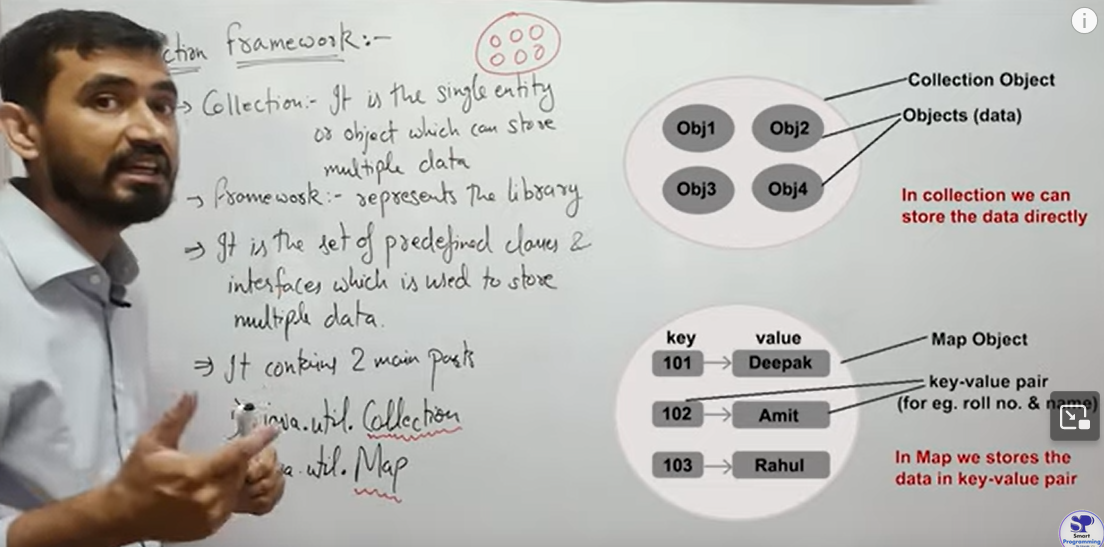 ction framework:-
→ Collection:- It is the single entity
or object which can store
multiple data
→ Framework:- represents the library
⇒ It is the set of predefined classes &
interfaces which is used to store
multiple data.
⇒ It contains 2 main parts
java.util. Collection
a.util. Map
Collection Object
Obj1 Obj2
Objects (data)
Obj3 Obj4
In collection we can
store the data directly
key value
101 → Deepak
Map Object
key-value pair
(for eg. roll no. & name)
102 → Amit
103 → Rahul
In Map we stores the
data in key-value pair
SP
Smart
Programming